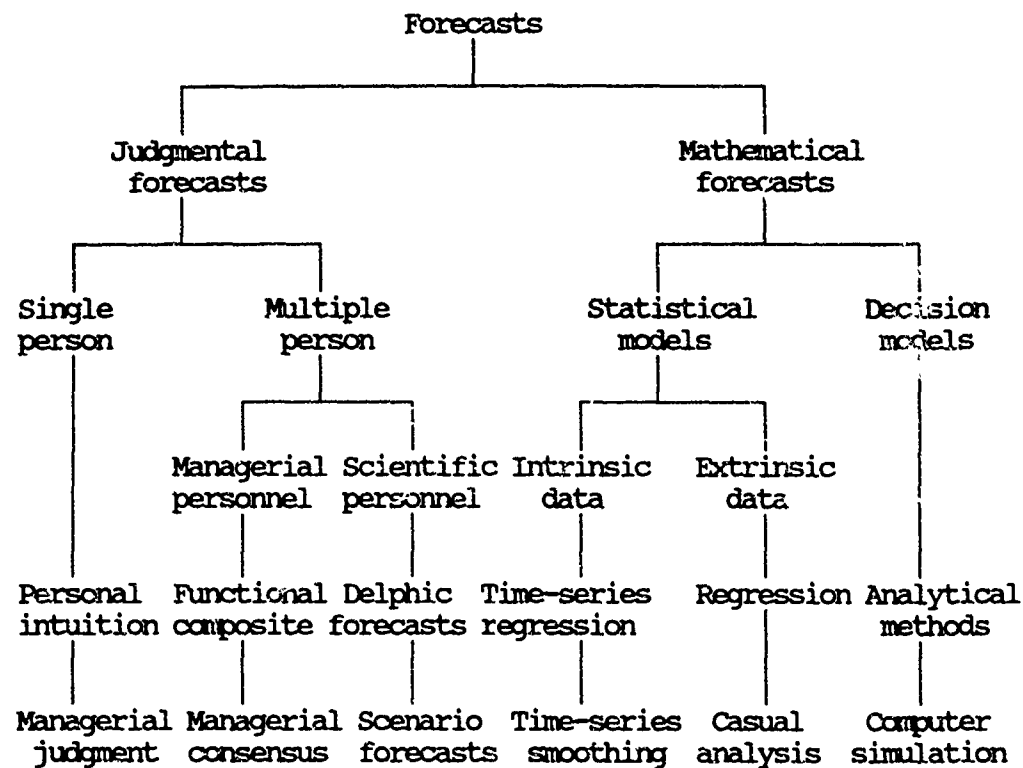 Forecasts
Judgmental
forecasts
Mathematical
forecasts
Single
person
Multiple
person
Statistical
models
Decision
models
Managerial
personnel
Scientific
personnel
Intrinsic
data
Extrinsic
data
Personal
intuition
Functional
composite
Delphic
forecasts
Time-series
regression
Regression
Analytical
methods
Managerial
judgment
Managerial
consensus
Scenario
forecasts
Time-series
smoothing
Casual
analysis
Computer
simulation